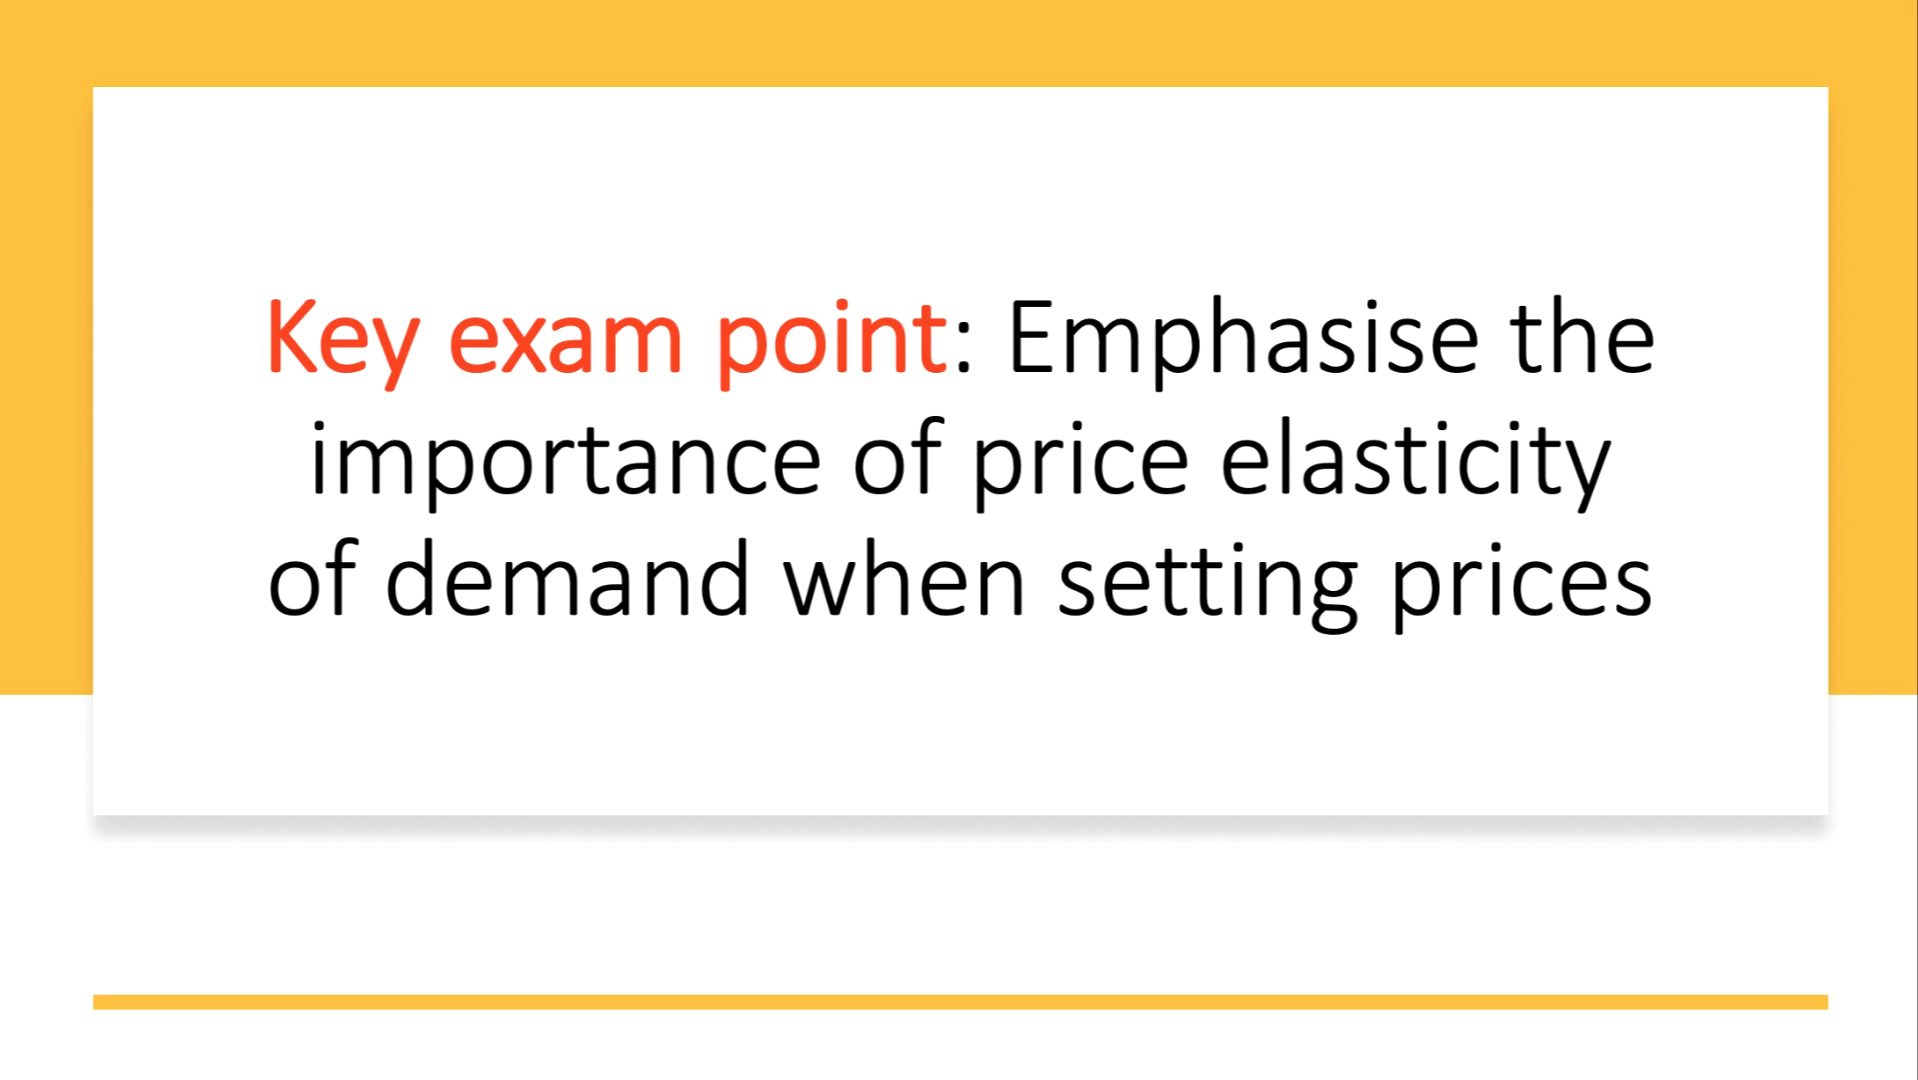 Key exam point: Emphasise the
importance of price elasticity
of demand when setting prices